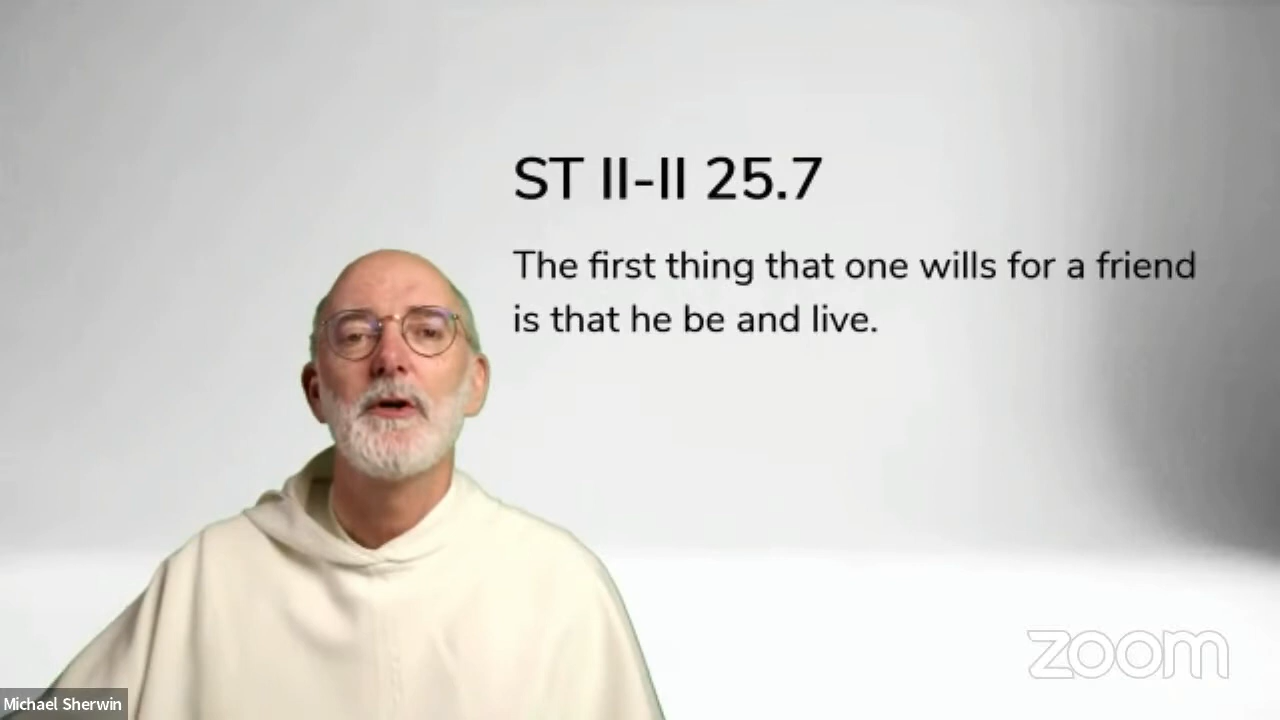 ST II-II 25.7
The first thing that one wills for a friend
is that he be and live.
zoom
Michael Sherwin